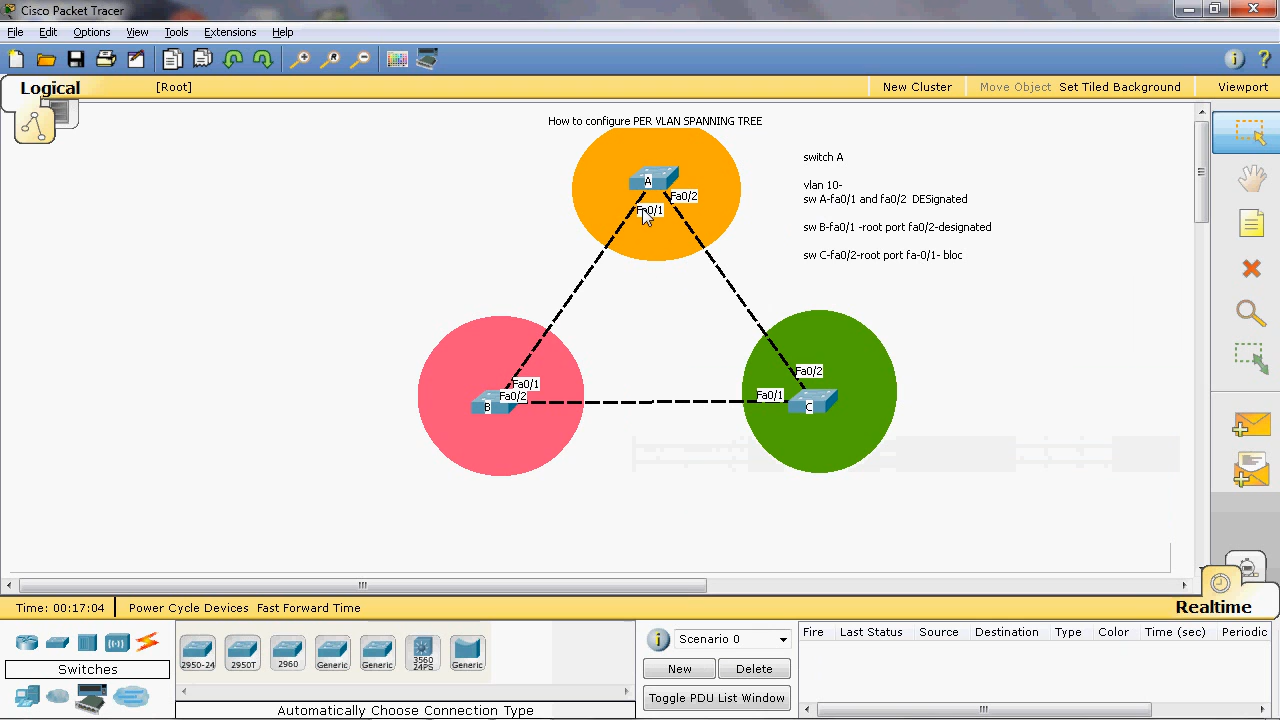 Cisco Packet Tracer
File Edit Options View Tools Extensions Help
Logical [Root] New Cluster Move Object Set Tiled Background Viewport
How to configure PER VLAN SPANNING TREE
switch A
vlan 10-
sw A-fa0/1 and fa0/2 DESignated
sw B-fa0/1 -root port fa0/2-designated
sw C-fa0/2-root port fa-0/1- bloc
A
Fa0/2
Fa0/1
Fa0/1
Fa0/2
B
Fa0/2
Fa0/1
C
Time: 00:17:04 Power Cycle Devices Fast Forward Time Realtime
Switches
2950-24 2950T 2960 Generic Generic 3560 24PS Generic
Automatically Choose Connection Type
Scenario 0
New Delete
Toggle PDU List Window
Fire Last Status Source Destination Type Color Time (sec) Periodic